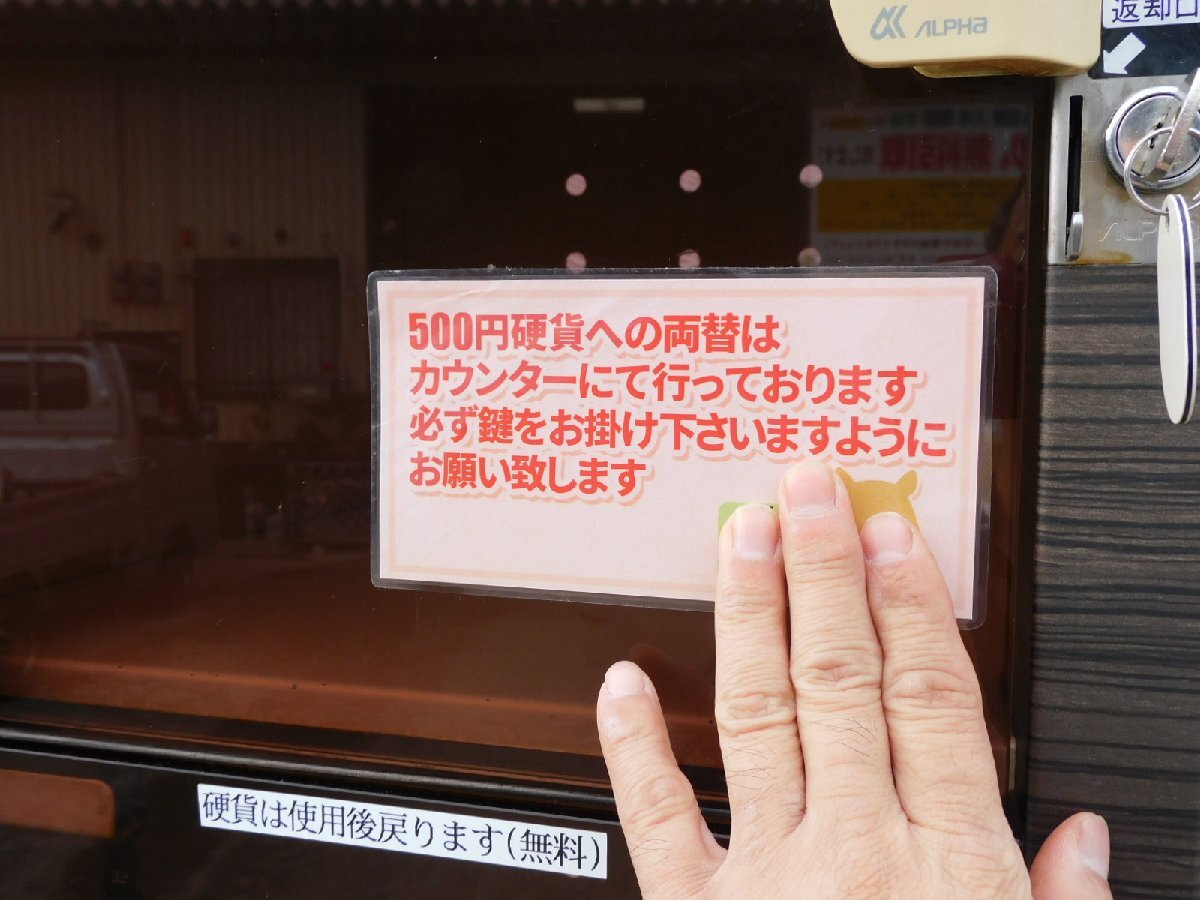 ALPHA
返却口
500円硬貨への両替は
カウンターにて行っております
必ず鍵をお掛け下さいますように
お願い致します
硬貨は使用後戻ります(無料)